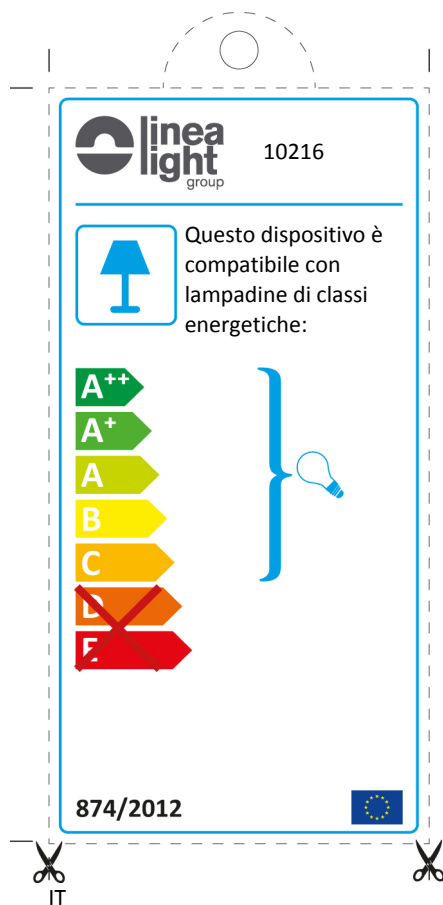 linea
light
group
10216
Questo dispositivo è
compatibile con
lampadine di classi
energetiche:
A++
A+
A
B
C
D
E
874/2012
IT